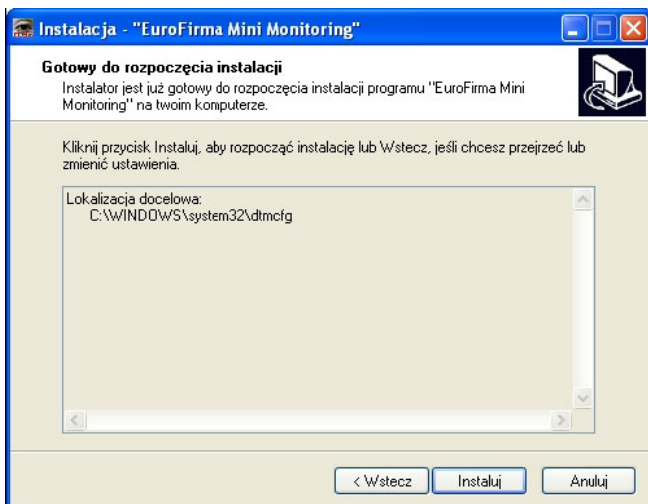 Instalacja - "EuroFirma Mini Monitoring"
Gotowy do rozpoczęcia instalacji
Instalator jest już gotowy do rozpoczęcia instalacji programu "EuroFirma Mini
Monitoring" na twoim komputerze.
Kliknij przycisk Instaluj, aby rozpocząć instalację lub Wstecz, jeśli chcesz przejrzeć lub
zmienić ustawienia.
Lokalizacja docelowa:
C:\WINDOWS\system32\dtmcfg
< Wstecz
Instaluj
Anuluj